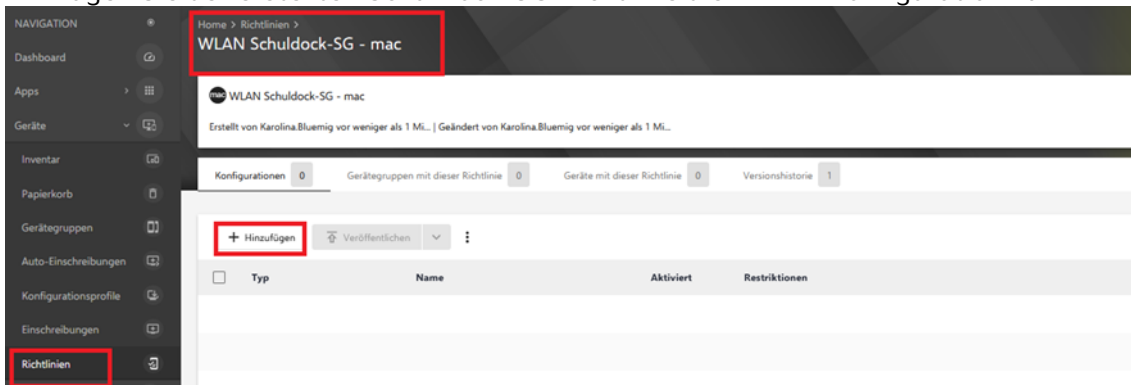 NAVIGATION
Dashboard
Apps
Geräte
Inventar
Papierkorb
Gerätegruppen
Auto-Einschreibungen
Konfigurationsprofile
Einschreibungen
Richtlinien
Home > Richtlinien >
WLAN Schuldock-SG - mac
mac WLAN Schuldock-SG - mac
Erstellt von Karolina.Bluemig vor weniger als 1 Mi... | Geändert von Karolina.Bluemig vor weniger als 1 Mi...
Konfigurationen 0 Gerätegruppen mit dieser Richtlinie 0 Geräte mit dieser Richtlinie 0 Versionshistorie 1
+ Hinzufügen Veröffentlichen
Typ Name Aktiviert Restriktionen